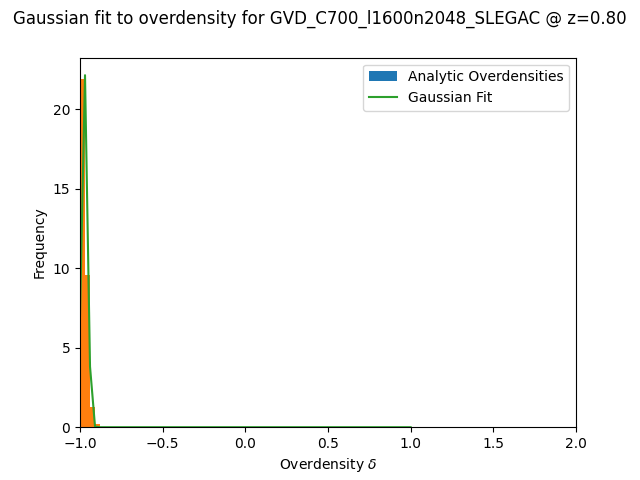 Gaussian fit to overdensity for GVD_C700_l1600n2048_SLEGAC @ z=0.80
Analytic Overdensities
Gaussian Fit
20
15
10
5
0
Frequency
−1.0 −0.5 0.0 0.5 1.0 1.5 2.0
Overdensity δ